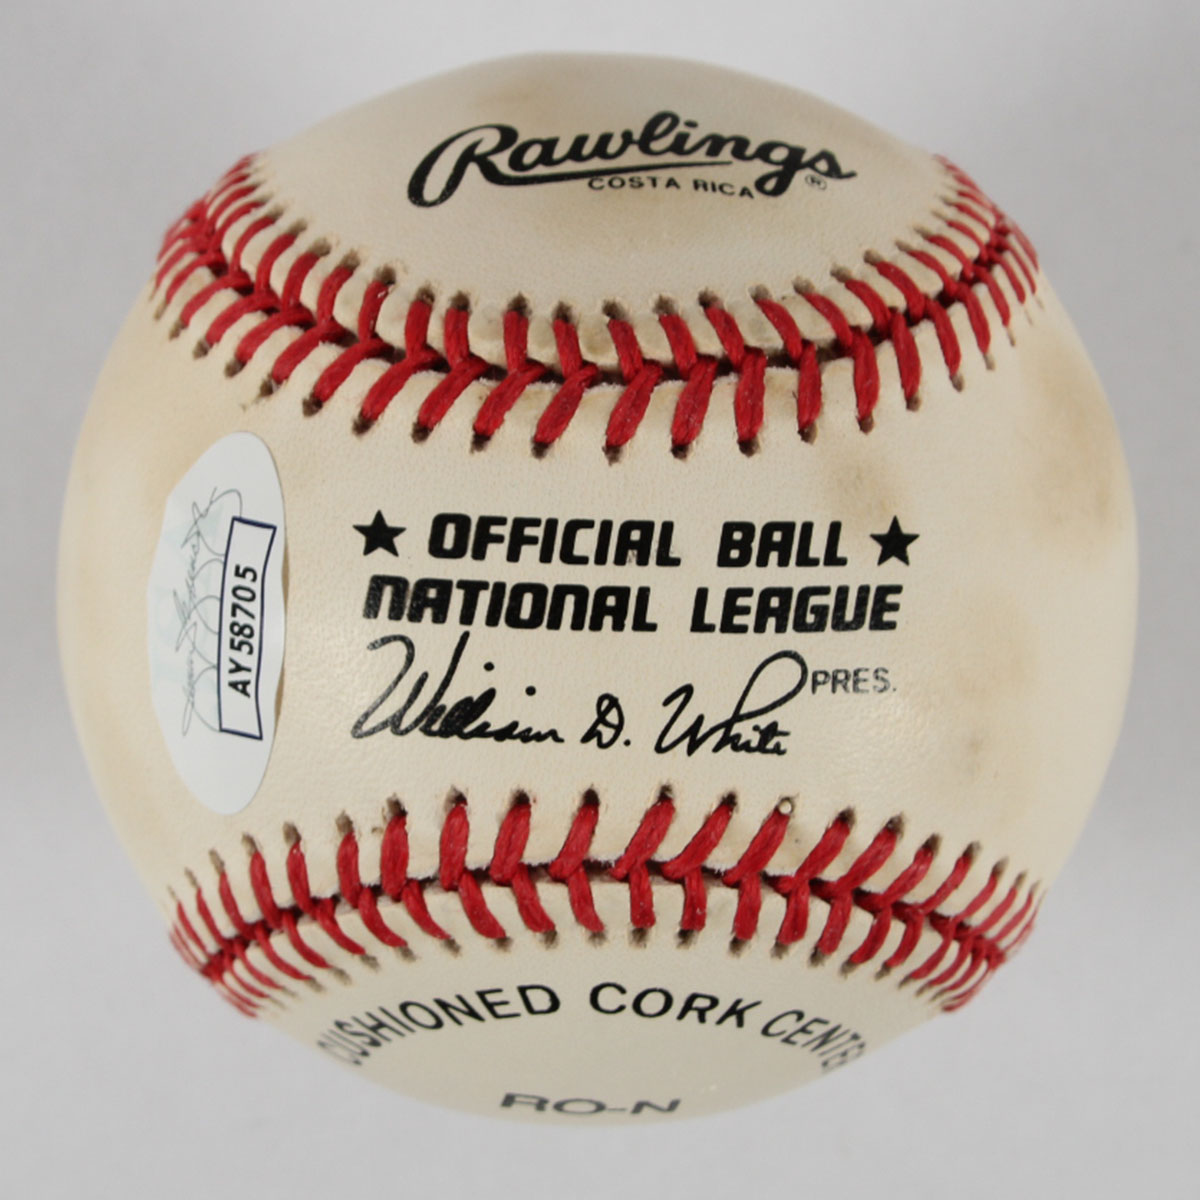 Rawlings®
COSTA RICA
★ OFFICIAL BALL ★
NATIONAL LEAGUE
William D. White PRES.
AY58705
CUSHIONED CORK CENTER
RO-N